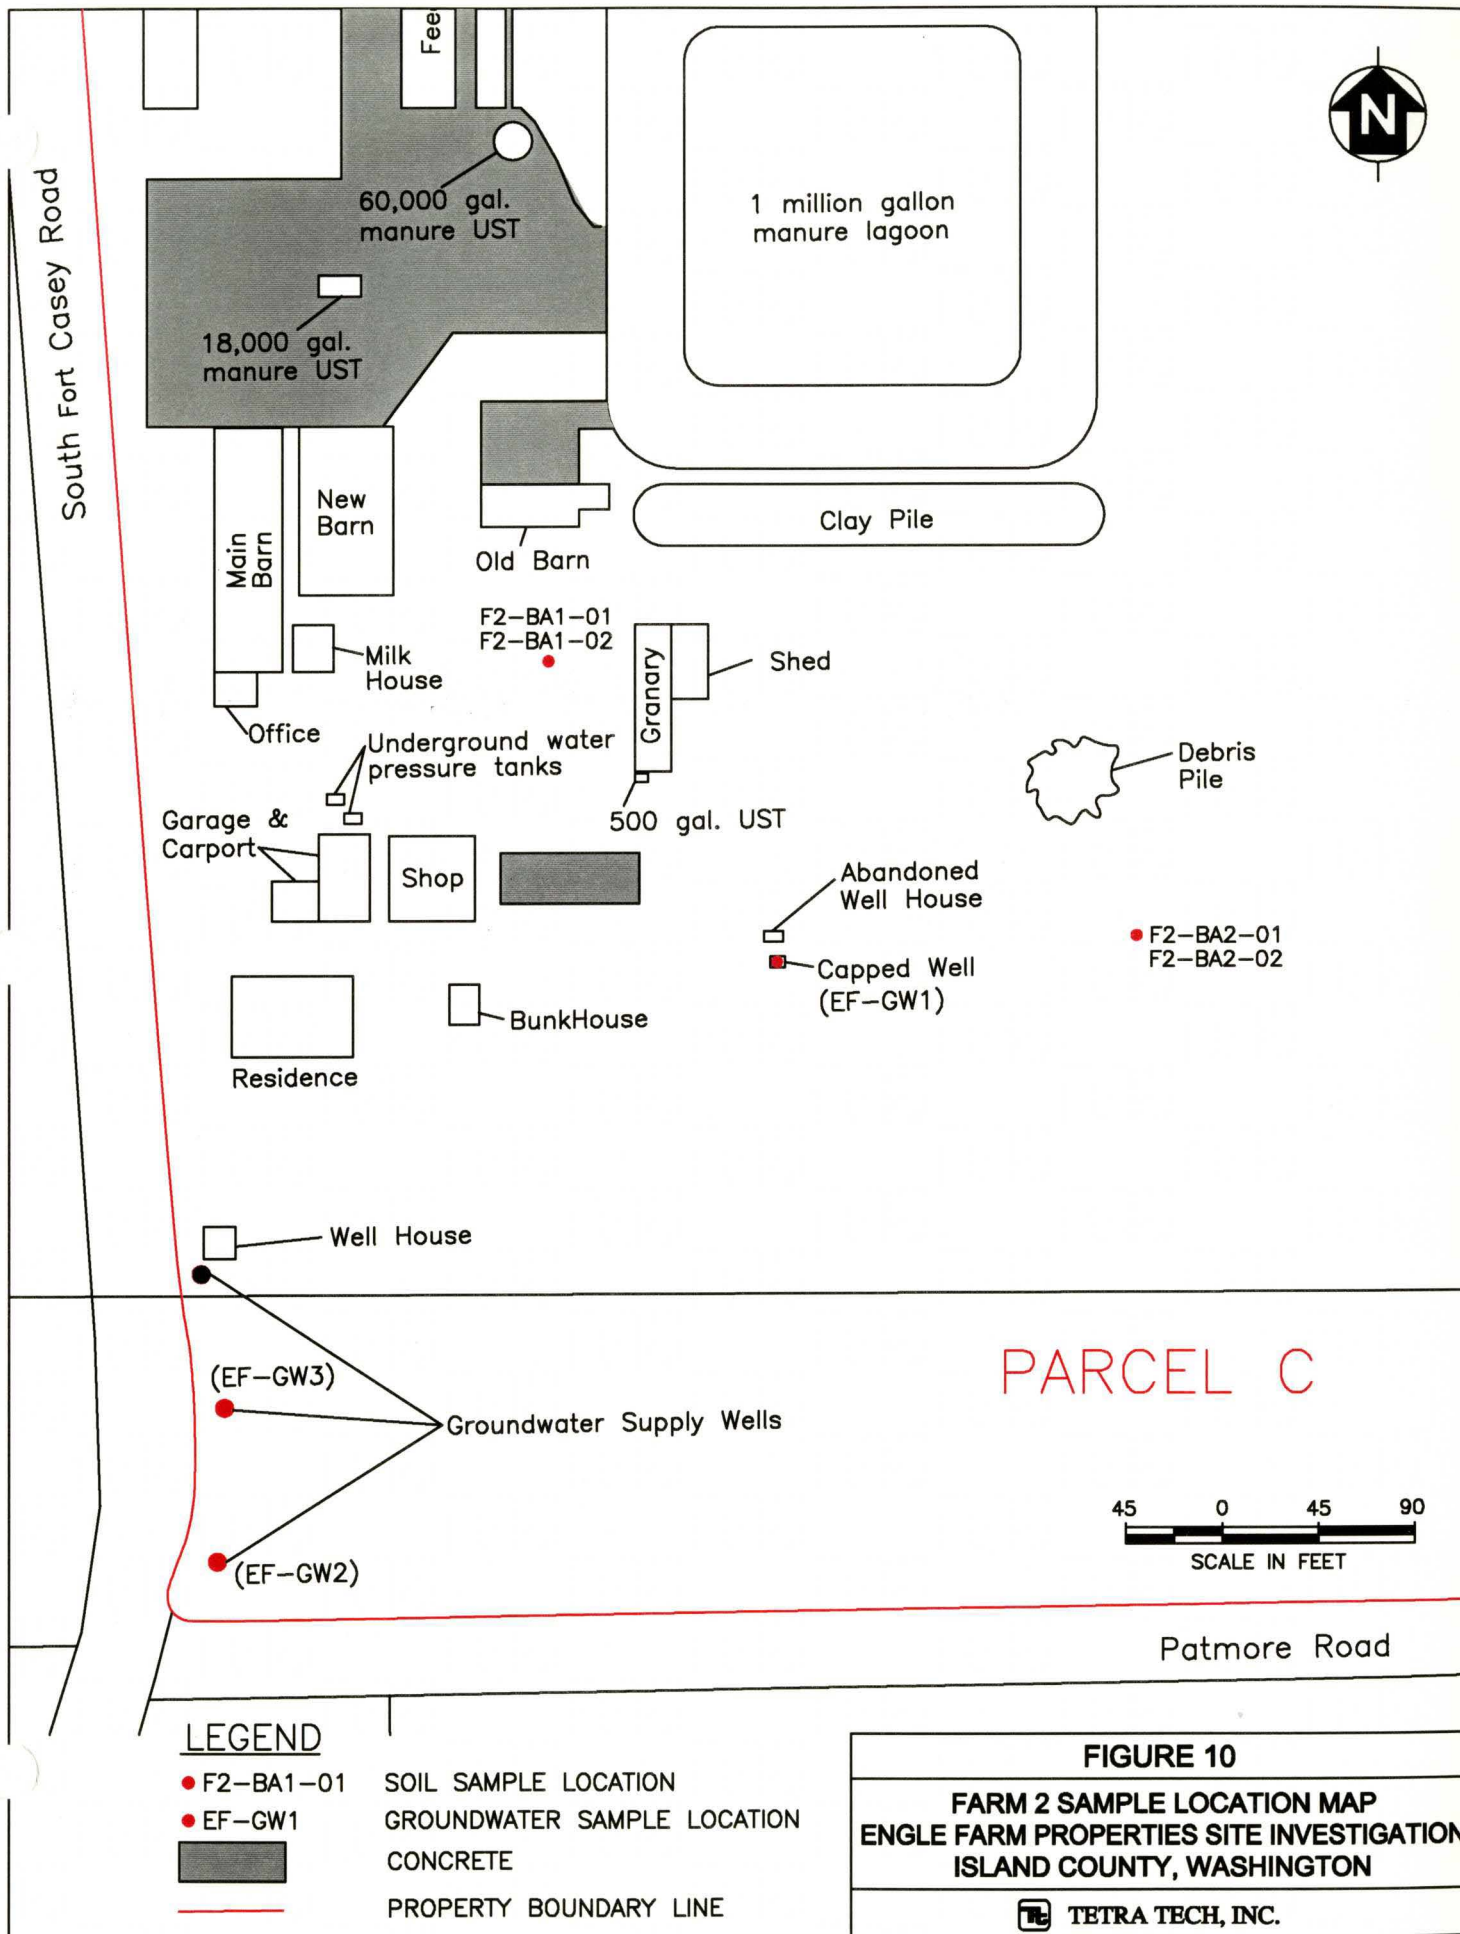 Fee
N
South Fort Casey Road
60,000 gal.
manure UST
1 million gallon
manure lagoon
18,000 gal.
manure UST
Main
Barn
New
Barn
Clay Pile
Old Barn
F2-BA1-01
F2-BA1-02
Milk
House
Granary
Shed
Office
Underground water
pressure tanks
Debris
Pile
Garage &
Carport
500 gal. UST
Shop
Abandoned
Well House
F2-BA2-01
F2-BA2-02
Capped Well
(EF-GW1)
BunkHouse
Residence
Well House
PARCEL C
(EF-GW3)
Groundwater Supply Wells
45 0 45 90
SCALE IN FEET
(EF-GW2)
Patmore Road
LEGEND
F2-BA1-01 SOIL SAMPLE LOCATION
EF-GW1 GROUNDWATER SAMPLE LOCATION
CONCRETE
PROPERTY BOUNDARY LINE
FIGURE 10
FARM 2 SAMPLE LOCATION MAP
ENGLE FARM PROPERTIES SITE INVESTIGATION
ISLAND COUNTY, WASHINGTON
Tt TETRA TECH, INC.